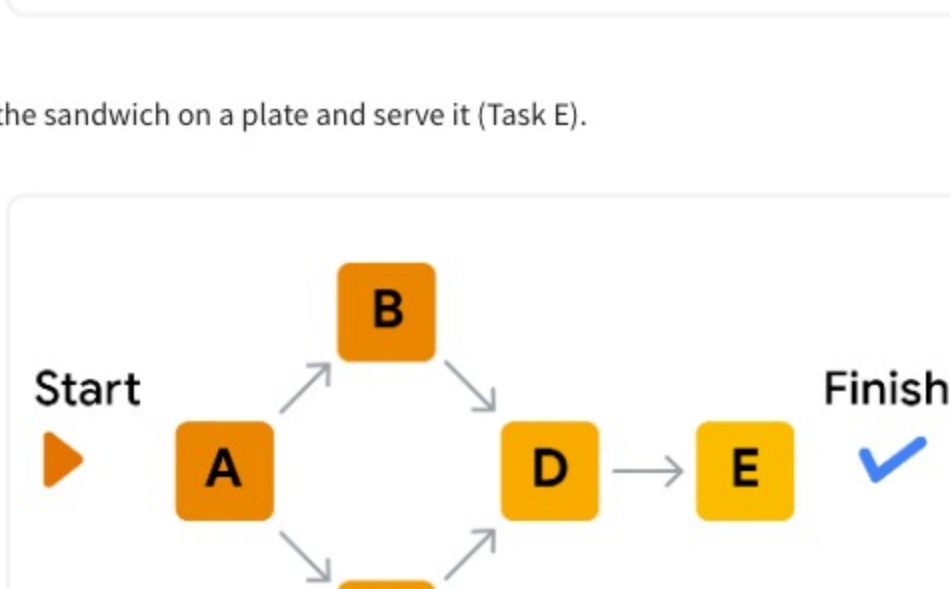 the sandwich on a plate and serve it (Task E).
B
Start
Finish
A
D
E